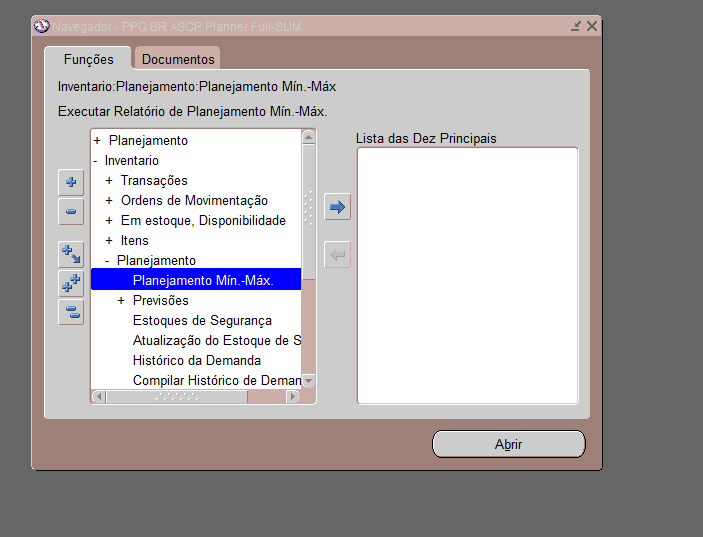 Navegador - PPG BR ASCP Planner Full-SUM
Funções
Documentos
Inventario:Planejamento:Planejamento Mín.-Máx
Executar Relatório de Planejamento Mín.-Máx.
+ Planejamento
- Inventario
+ Transações
+ Ordens de Movimentação
+ Em estoque, Disponibilidade
+ Itens
- Planejamento
Planejamento Mín.-Máx.
+ Previsões
Estoques de Segurança
Atualização do Estoque de S
Histórico da Demanda
Compilar Histórico de Deman
Lista das Dez Principais
Abrir